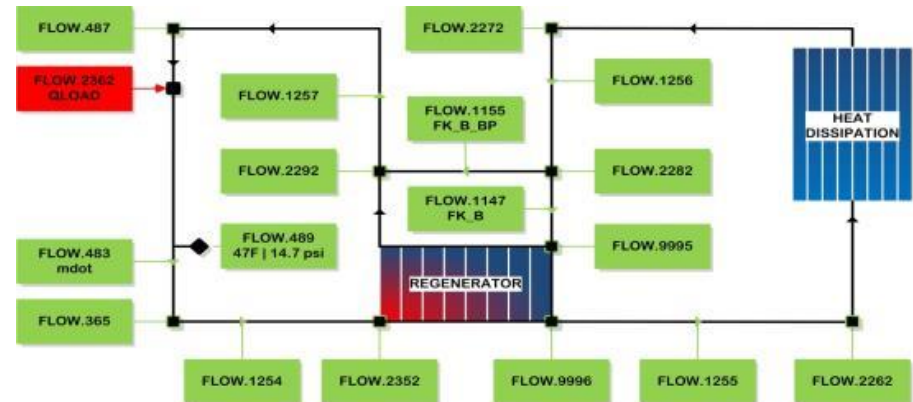 FLOW.487
FLOW.2272
FLOW.2362
QLOAD
FLOW.1257
FLOW.1256
FLOW.1155
FK_B_BP
HEAT
DISSIPATION
FLOW.2292
FLOW.2282
FLOW.1147
FK_B
FLOW.483
mdot
FLOW.489
47F | 14.7 psi
FLOW.9995
REGENERATOR
FLOW.365
FLOW.1254
FLOW.2352
FLOW.9996
FLOW.1255
FLOW.2262